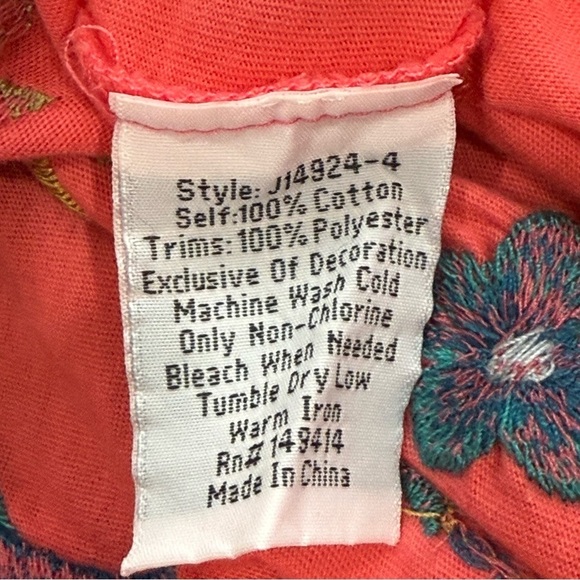 Style: J14924-4
Self:100% Cotton
Trims: 100% Polyester
Exclusive Of Decoration
Machine Wash Cold
Only Non-Chlorine
Bleach When Needed
Tumble Dry Low
Warm Iron
Rn# 149414
Made In China